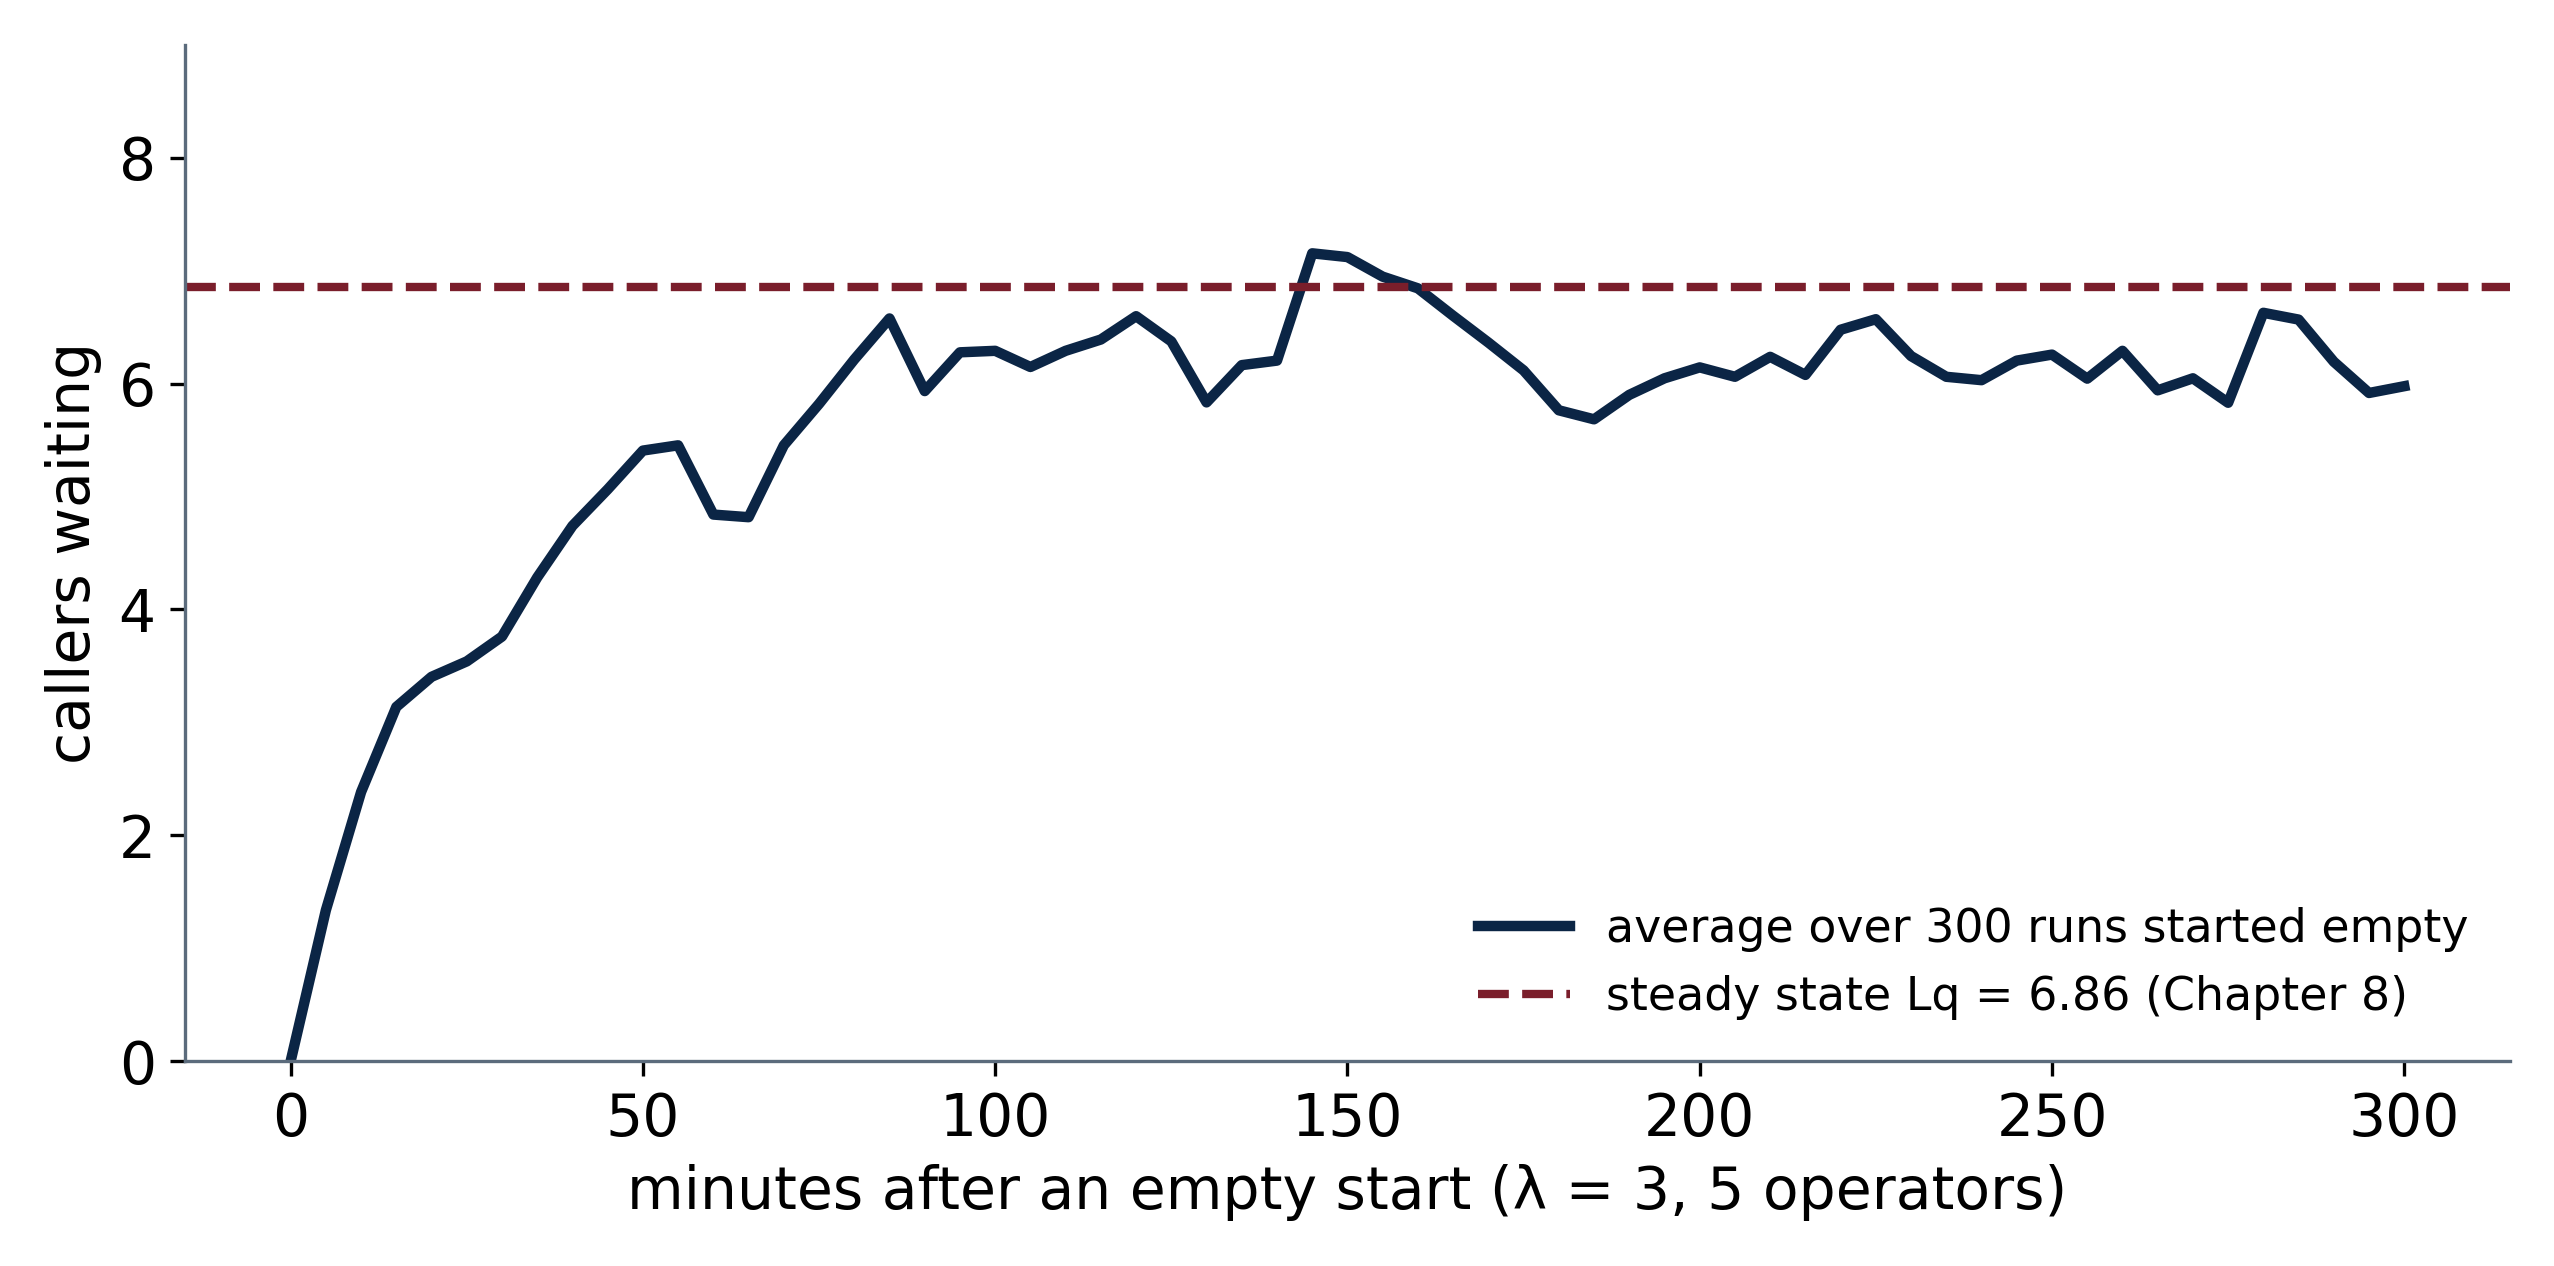 8
6
4
2
0
callers waiting
average over 300 runs started empty
steady state Lq = 6.86 (Chapter 8)
0 50 100 150 200 250 300
minutes after an empty start (λ = 3, 5 operators)